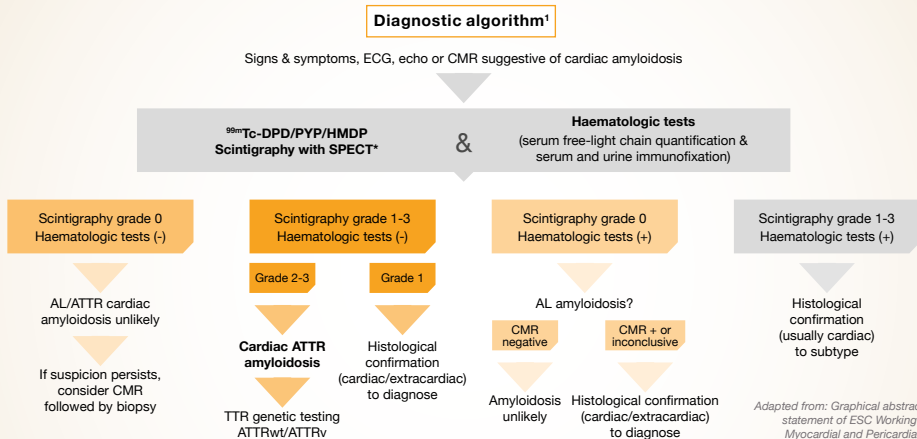 Diagnostic algorithm¹
Signs & symptoms, ECG, echo or CMR suggestive of cardiac amyloidosis
⁹⁹ᵐTc-DPD/PYP/HMDP
Scintigraphy with SPECT*
&
Haematologic tests
(serum free-light chain quantification &
serum and urine immunofixation)
Scintigraphy grade 0
Haematologic tests (-)
AL/ATTR cardiac
amyloidosis unlikely
If suspicion persists,
consider CMR
followed by biopsy
Scintigraphy grade 1-3
Haematologic tests (-)
Grade 2-3
Cardiac ATTR
amyloidosis
TTR genetic testing
ATTRwt/ATTRv
Grade 1
Histological
confirmation
(cardiac/extracardiac)
to diagnose
Scintigraphy grade 0
Haematologic tests (+)
AL amyloidosis?
CMR
negative
Amyloidosis
unlikely
CMR + or
inconclusive
Histological confirmation
(cardiac/extracardiac)
to diagnose
Scintigraphy grade 1-3
Haematologic tests (+)
Histological
confirmation
(usually cardiac)
to subtype
Adapted from: Graphical abstrac
statement of ESC Working
Myocardial and Pericardia